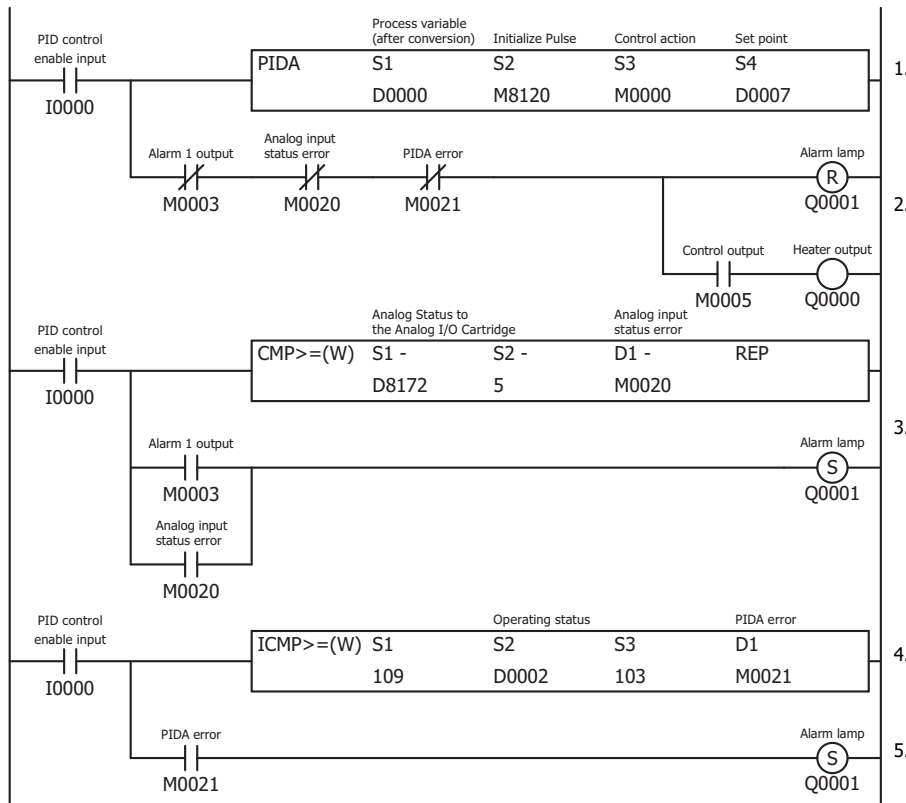 Process variable
(after conversion) Initialize Pulse Control action Set point
PID control
enable input
PIDA S1 S2 S3 S4
D0000 M8120 M0000 D0007
I0000
1.
Alarm 1 output
Analog input
status error
PIDA error
Alarm lamp
R
M0003 M0020 M0021 Q0001
2.
Control output Heater output
M0005 Q0000
Analog Status to
the Analog I/O Cartridge
Analog input
status error
PID control
enable input
CMP>=(W) S1 - S2 - D1 - REP
D8172 5 M0020
I0000
3.
Alarm 1 output Alarm lamp
S
M0003 Q0001
Analog input
status error
M0020
PID control
enable input
Operating status PIDA error
ICMP>=(W) S1 S2 S3 D1
109 D0002 103 M0021
I0000
4.
PIDA error Alarm lamp
S
M0021 Q0001
5.